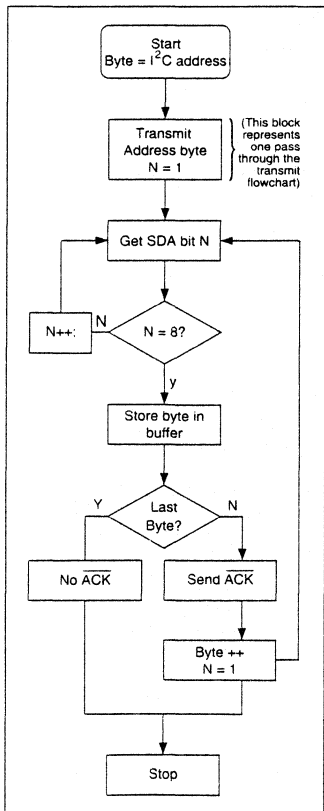 Start
Byte = I²C address
Transmit
Address byte
N = 1
(This block
represents
one pass
through the
transmit
flowchart)
Get SDA bit N
N++:
N
N = 8?
y
Store byte in
buffer
Y
Last
Byte?
N
No ACK
Send ACK
Byte ++
N = 1
Stop